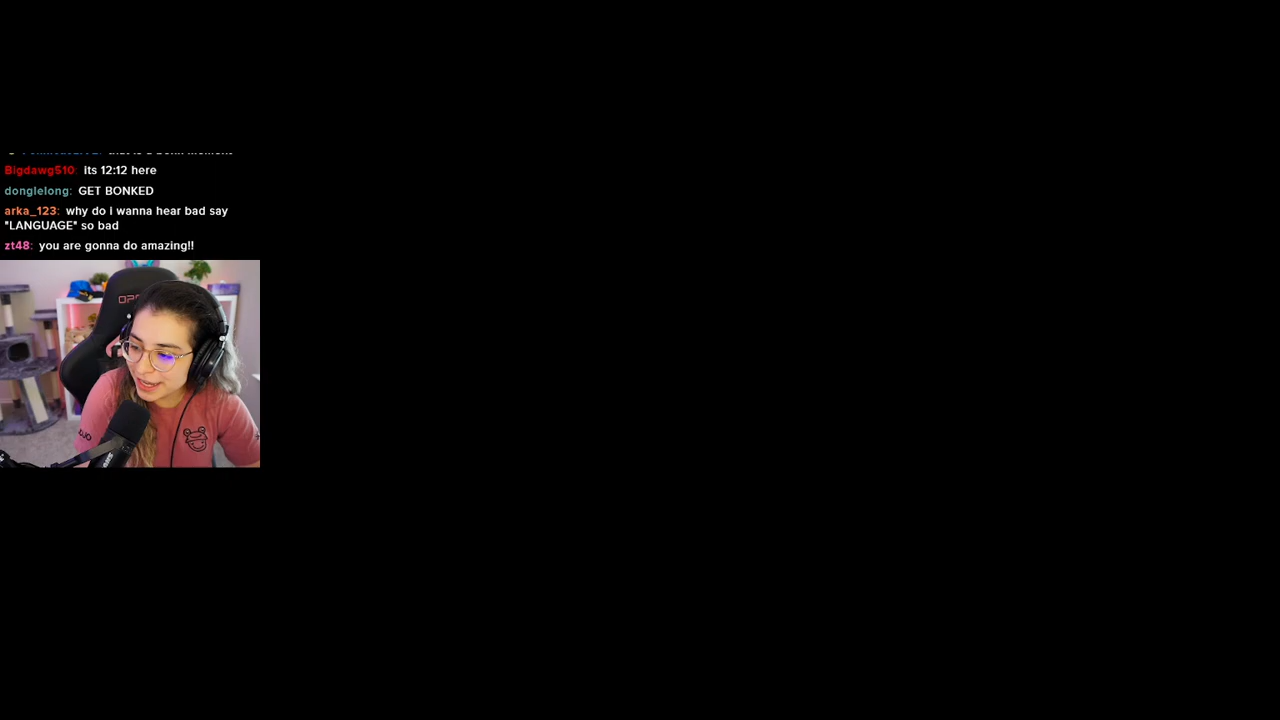 Bigdawg510: its 12:12 here
donglelong: GET BONKED
arka_123: why do i wanna hear bad say
"LANGUAGE" so bad
zt48: you are gonna do amazing!!